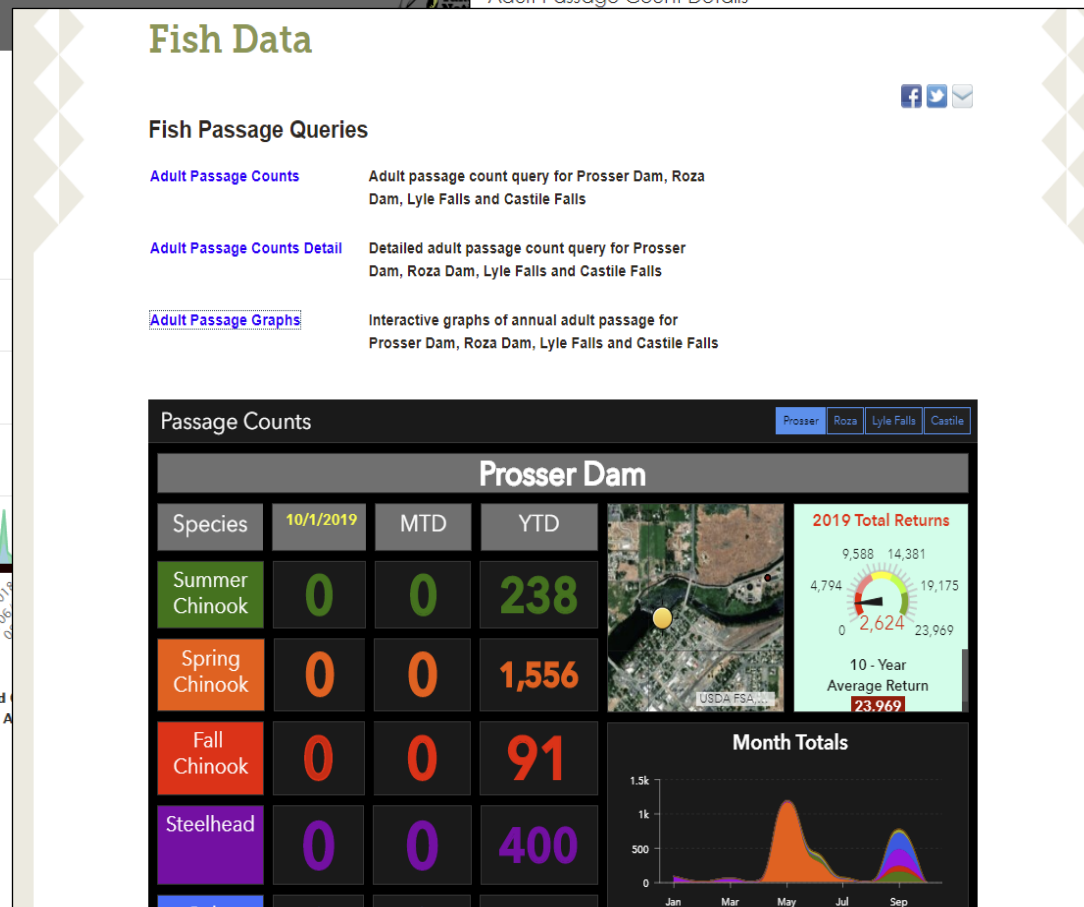 Adult Passage Count Details
Fish Data
Fish Passage Queries
Adult Passage Counts
Adult passage count query for Prosser Dam, Roza
Dam, Lyle Falls and Castile Falls
Adult Passage Counts Detail
Detailed adult passage count query for Prosser
Dam, Roza Dam, Lyle Falls and Castile Falls
Adult Passage Graphs
Interactive graphs of annual adult passage for
Prosser Dam, Roza Dam, Lyle Falls and Castile Falls
Passage Counts
Prosser Roza Lyle Falls Castile
Prosser Dam
Species 10/1/2019 MTD YTD
Summer
Chinook
0 0 238
Spring
Chinook
0 0 1,556
Fall
Chinook
0 0 91
Steelhead
0 0 400
USDA FSA,...
2019 Total Returns
9,588 14,381
4,794 19,175
0 2,624 23,969
10 - Year
Average Return
23,969
Month Totals
1.5k
1k
500
0
Jan Mar May Jul Sep